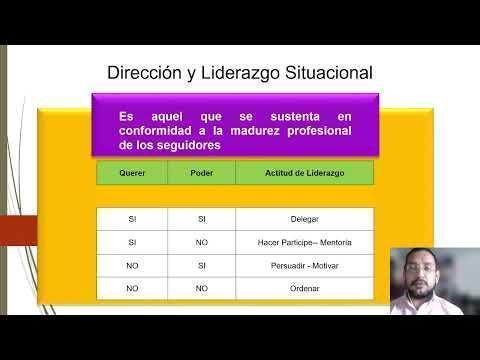 Dirección y Liderazgo Situacional
Es aquel que se sustenta en
conformidad a la madurez profesional
de los seguidores
Querer Poder Actitud de Liderazgo
SI SI Delegar
SI NO Hacer Participe– Mentoría
NO SI Persuadir - Motivar
NO NO Ordenar